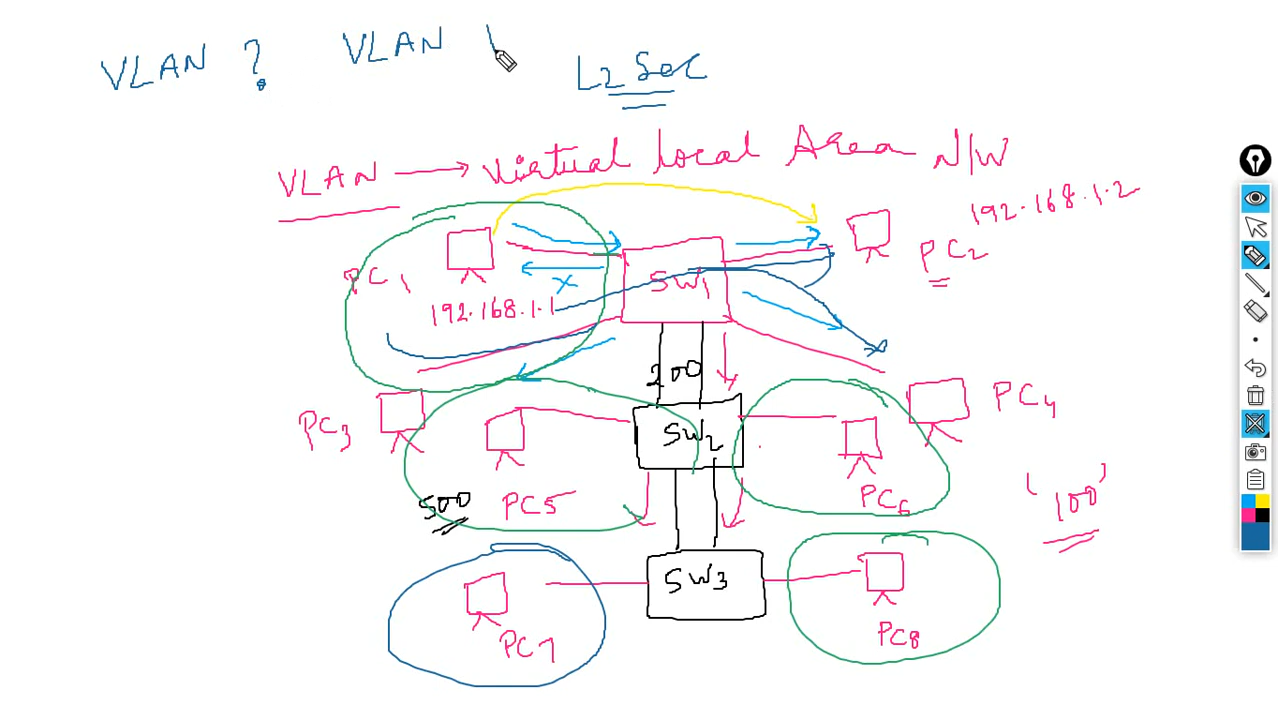 VLAN ? VLAN
L2 Sec
VLAN → Virtual Local Area N/W
192.168.1.2
PC1 SW1 PC2
192.168.1.1
200
PC3 SW2 PC4
500 PC5 PC6 '100'
SW3
PC7 PC8